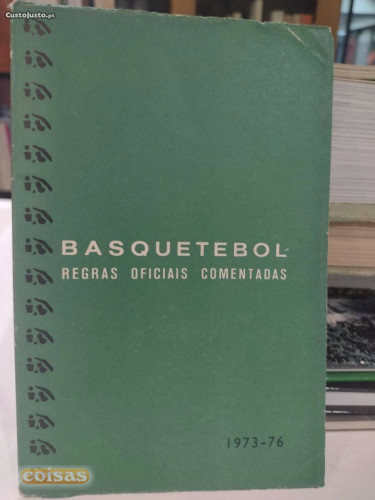 CustoJusto.pt
BASQUETEBOL
REGRAS OFICIAIS COMENTADAS
1973-76
coisas